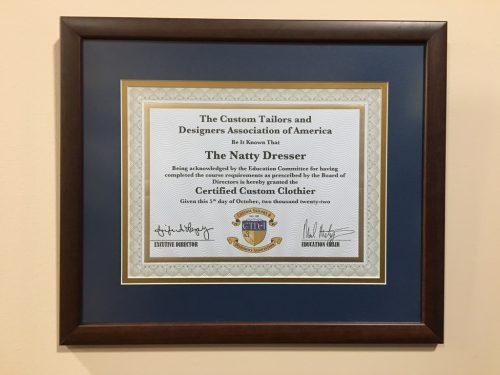 The Custom Tailors and
Designers Association of America
Be It Known That
The Natty Dresser
Being acknowledged by the Education Committee for having
completed the course requirements as prescribed by the Board of
Directors is hereby granted the
Certified Custom Clothier
Given this 5th day of October, two thousand twenty-two
EXECUTIVE DIRECTOR
EDUCATION CHAIR